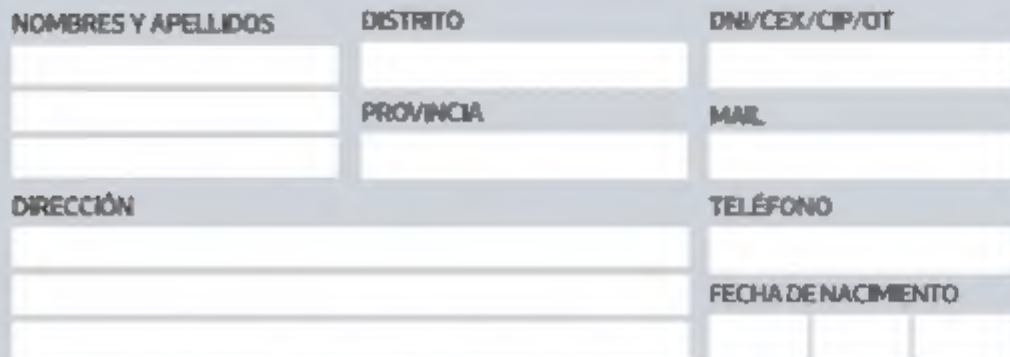 NOMBRES Y APELLIDOS
DISTRITO
DNI/CEX/CIP/OT
PROVINCIA
MAIL
DIRECCIÓN
TELÉFONO
FECHA DE NACIMIENTO